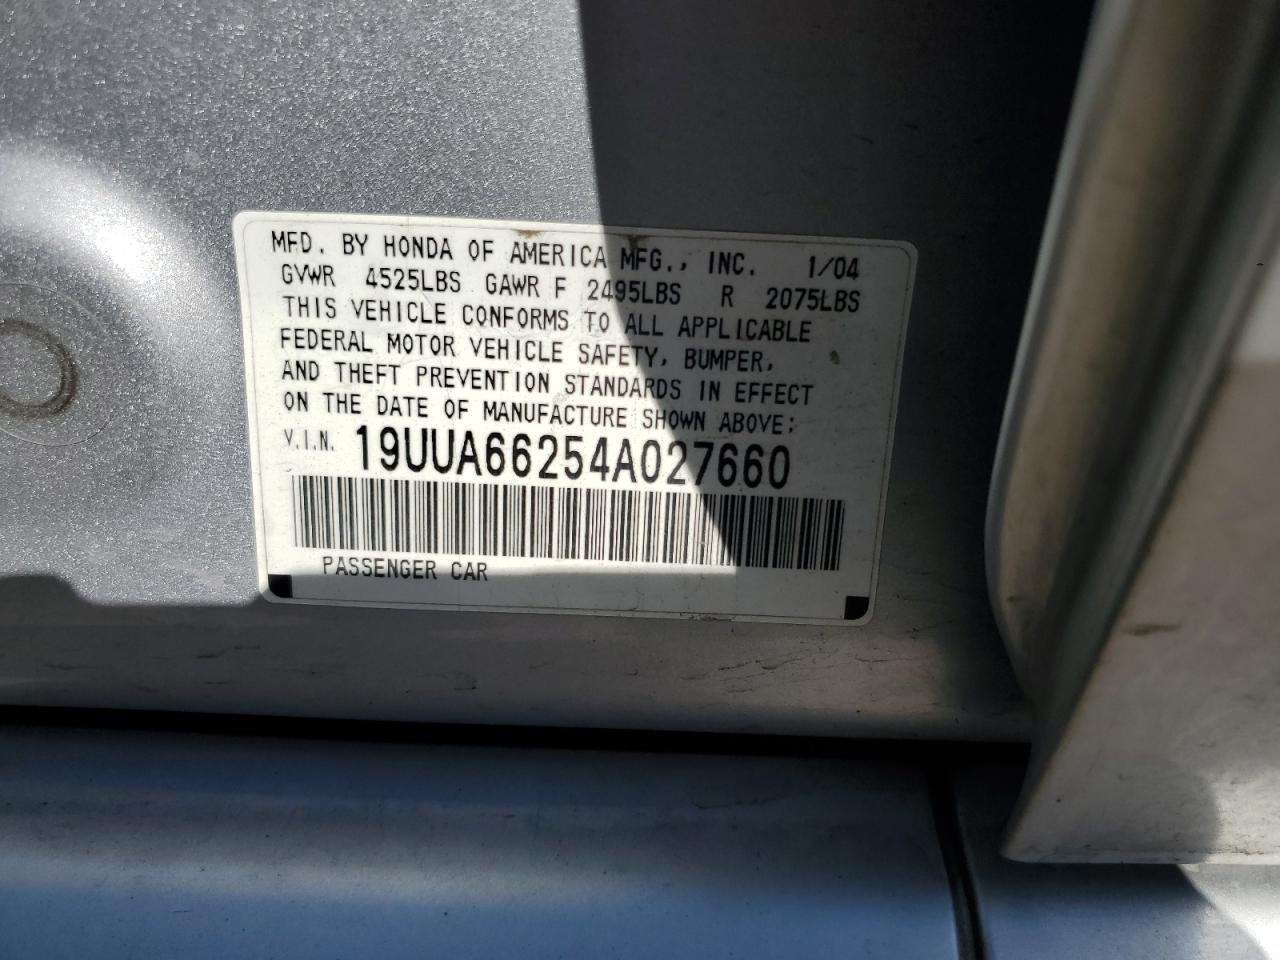 MFD. BY HONDA OF AMERICA MFG., INC. 1/04
GVWR 4525LBS GAWR F 2495LBS R 2075LBS
THIS VEHICLE CONFORMS TO ALL APPLICABLE
FEDERAL MOTOR VEHICLE SAFETY, BUMPER,
AND THEFT PREVENTION STANDARDS IN EFFECT
ON THE DATE OF MANUFACTURE SHOWN ABOVE:
V.I.N. 19UUA66254A027660
PASSENGER CAR